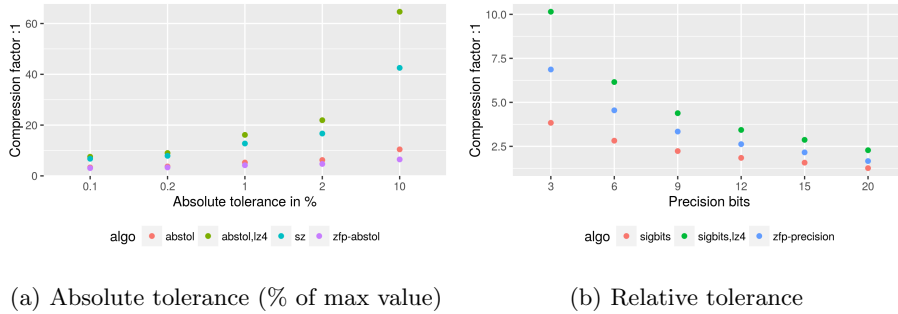 Compression factor :1
60
40
20
0
0.1 0.2 1 2 10
Absolute tolerance in %
algo abstol abstol,lz4 sz zfp-abstol
(a) Absolute tolerance (% of max value)
Compression factor :1
10.0
7.5
5.0
2.5
3 6 9 12 15 20
Precision bits
algo sigbits sigbits,lz4 zfp-precision
(b) Relative tolerance